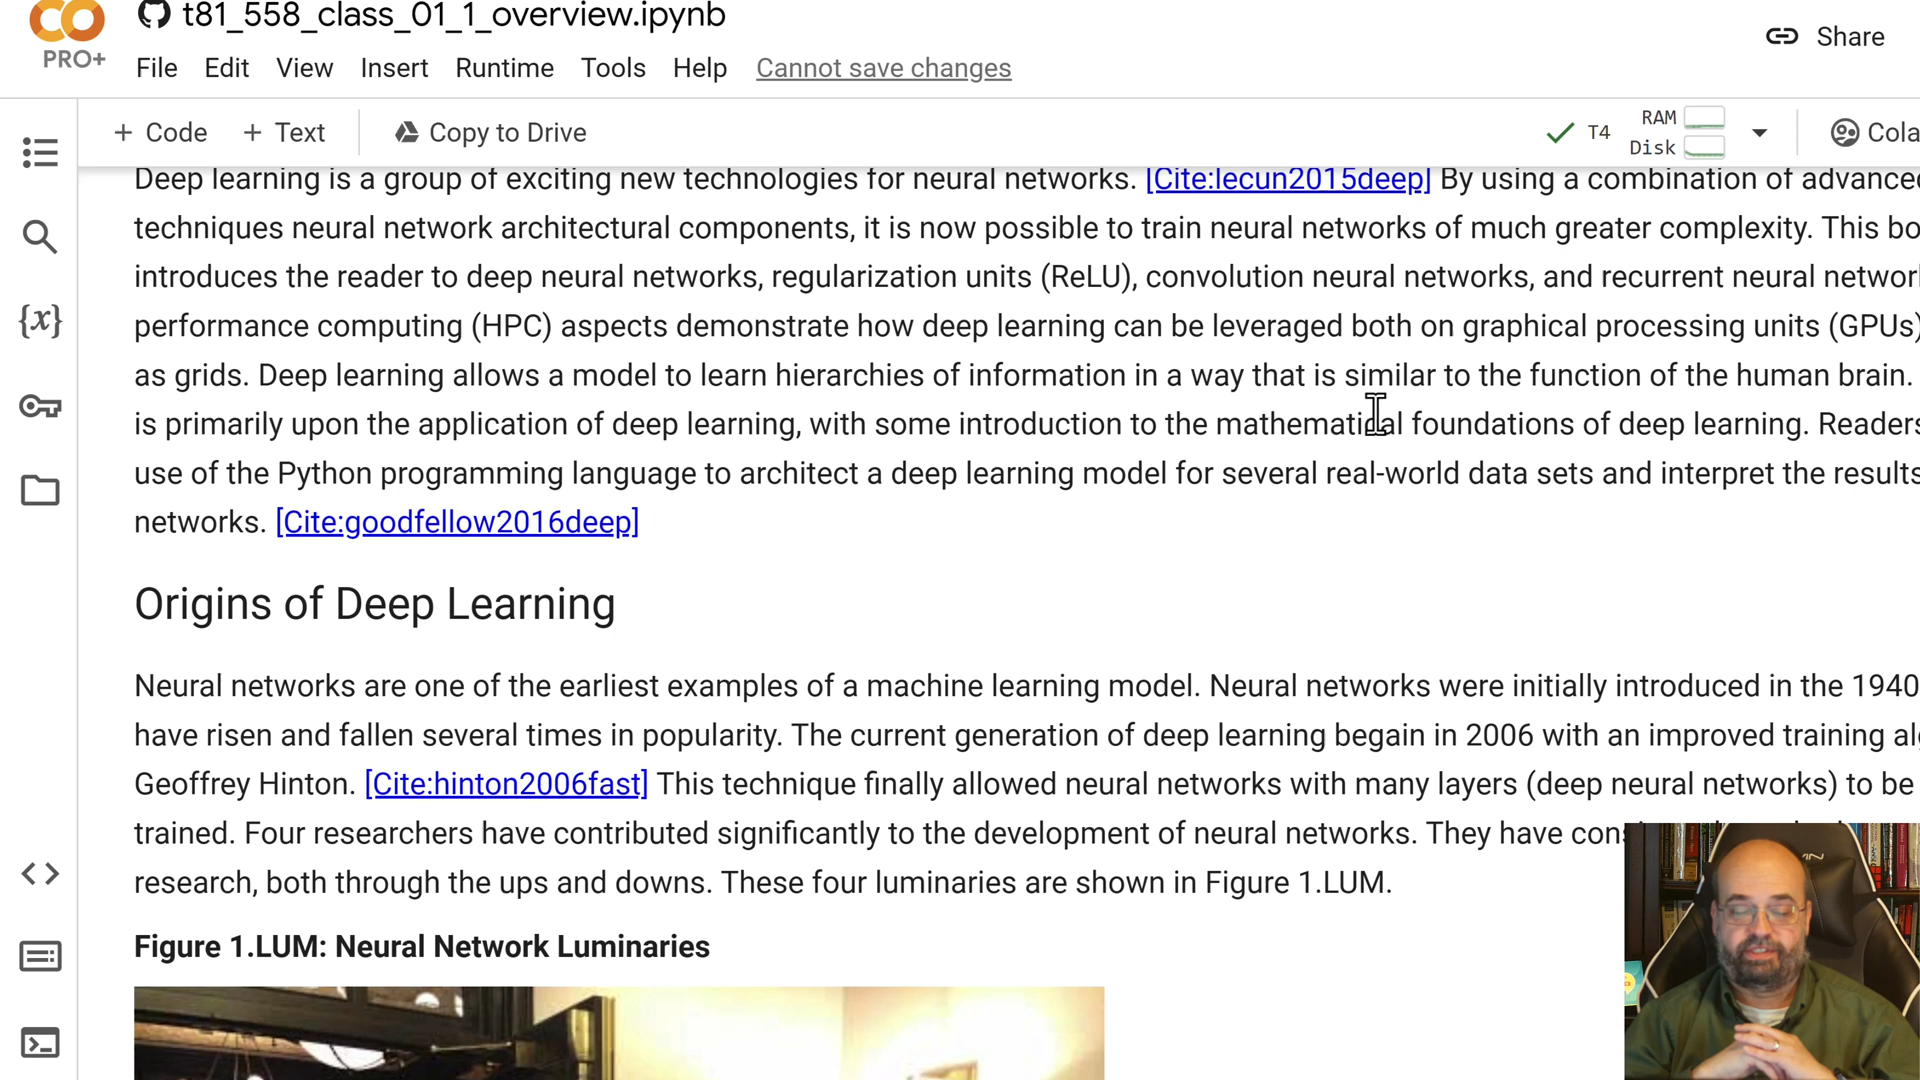 t81_558_class_01_1_overview.ipynb
PRO+
File Edit View Insert Runtime Tools Help Cannot save changes
Share
+ Code + Text Copy to Drive
T4 RAM
Disk
Deep learning is a group of exciting new technologies for neural networks. [Cite:lecun2015deep] By using a combination of advance
techniques neural network architectural components, it is now possible to train neural networks of much greater complexity. This
introduces the reader to deep neural networks, regularization units (ReLU), convolution neural networks, and recurrent neural networ
performance computing (HPC) aspects demonstrate how deep learning can be leveraged both on graphical processing units (GPUs)
as grids. Deep learning allows a model to learn hierarchies of information in a way that is similar to the function of the human brain.
is primarily upon the application of deep learning, with some introduction to the mathematical foundations of deep learning. Readers
use of the Python programming language to architect a deep learning model for several real-world data sets and interpret the results
networks. [Cite:goodfellow2016deep]
Origins of Deep Learning
Neural networks are one of the earliest examples of a machine learning model. Neural networks were initially introduced in the 1940
have risen and fallen several times in popularity. The current generation of deep learning begain in 2006 with an improved training
Geoffrey Hinton. [Cite:hinton2006fast] This technique finally allowed neural networks with many layers (deep neural networks) to be
trained. Four researchers have contributed significantly to the development of neural networks. They have
research, both through the ups and downs. These four luminaries are shown in Figure 1.LUM.
Figure 1.LUM: Neural Network Luminaries